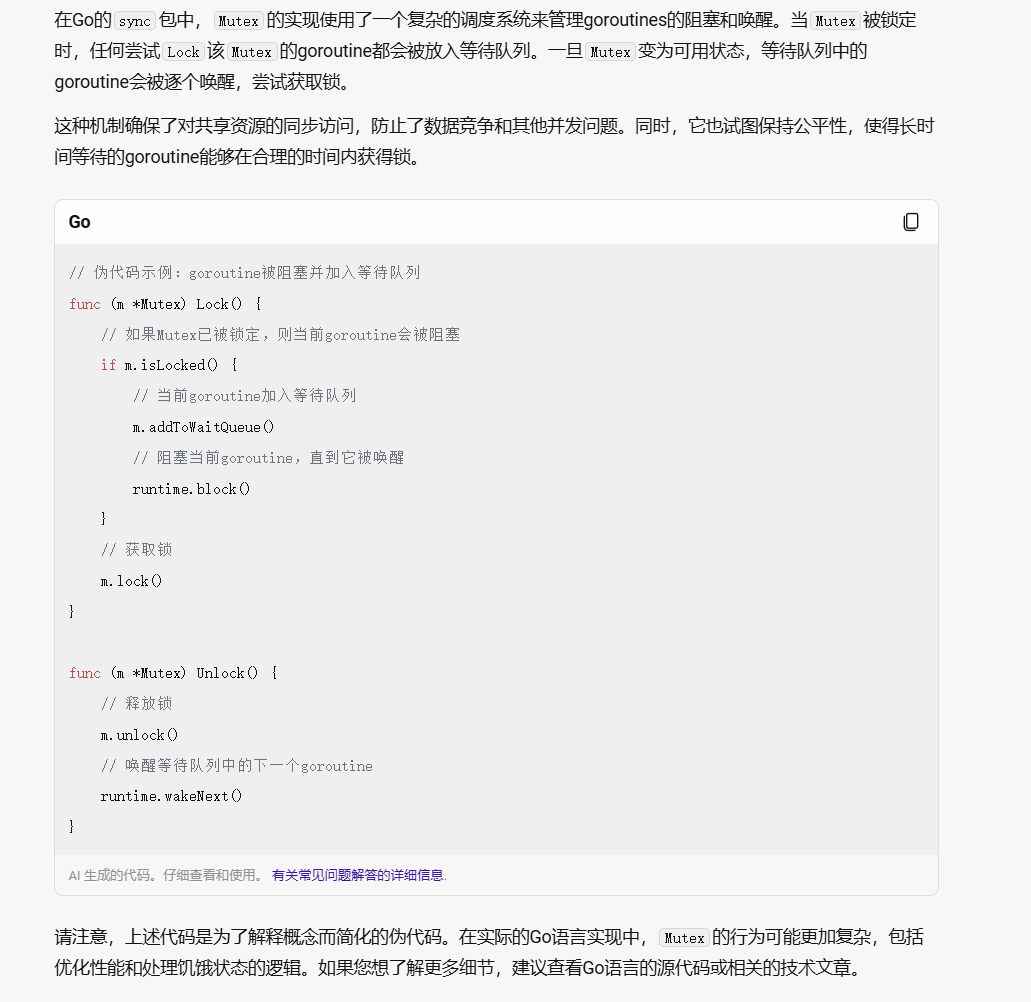 在Go的 sync 包中， Mutex 的实现使用了一个复杂的调度系统来管理goroutines的阻塞和唤醒。当 Mutex 被锁定
时，任何尝试 Lock 该 Mutex 的goroutine都会被放入等待队列。一旦 Mutex 变为可用状态，等待队列中的
goroutine会被逐个唤醒，尝试获取锁。
这种机制确保了对共享资源的同步访问，防止了数据竞争和其他并发问题。同时，它也试图保持公平性，使得长时
间等待的goroutine能够在合理的时间内获得锁。
Go
// 伪代码示例：goroutine被阻塞并加入等待队列
func (m *Mutex) Lock() {
    // 如果Mutex已被锁定，则当前goroutine会被阻塞
    if m.isLocked() {
        // 当前goroutine加入等待队列
        m.addToWaitQueue()
        // 阻塞当前goroutine，直到它被唤醒
        runtime.block()
    }
    // 获取锁
    m.lock()
}
func (m *Mutex) Unlock() {
    // 释放锁
    m.unlock()
    // 唤醒等待队列中的下一个goroutine
    runtime.wakeNext()
}
AI 生成的代码。仔细查看和使用。 有关常见问题解答的详细信息.
请注意，上述代码是为了解释概念而简化的伪代码。在实际的Go语言实现中， Mutex 的行为可能更加复杂，包括
优化性能和处理饥饿状态的逻辑。如果您想了解更多细节，建议查看Go语言的源代码或相关的技术文章。